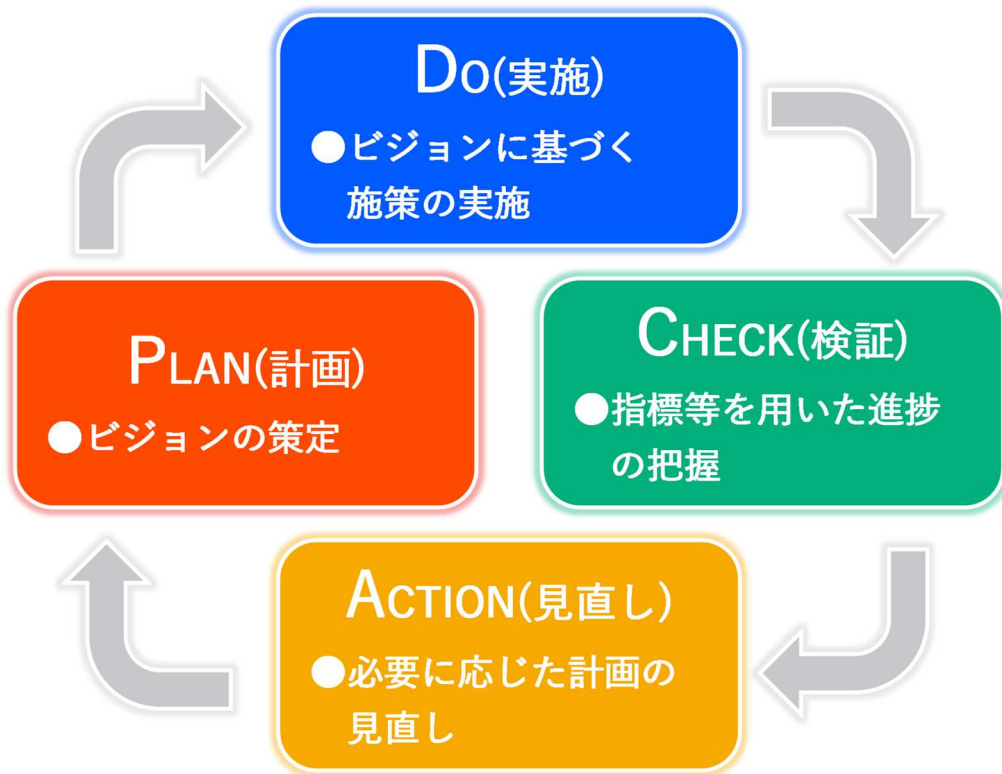 Do(実施)
●ビジョンに基づく
施策の実施
PLAN(計画)
●ビジョンの策定
CHECK(検証)
●指標等を用いた進捗
の把握
ACTION(見直し)
●必要に応じた計画の
見直し